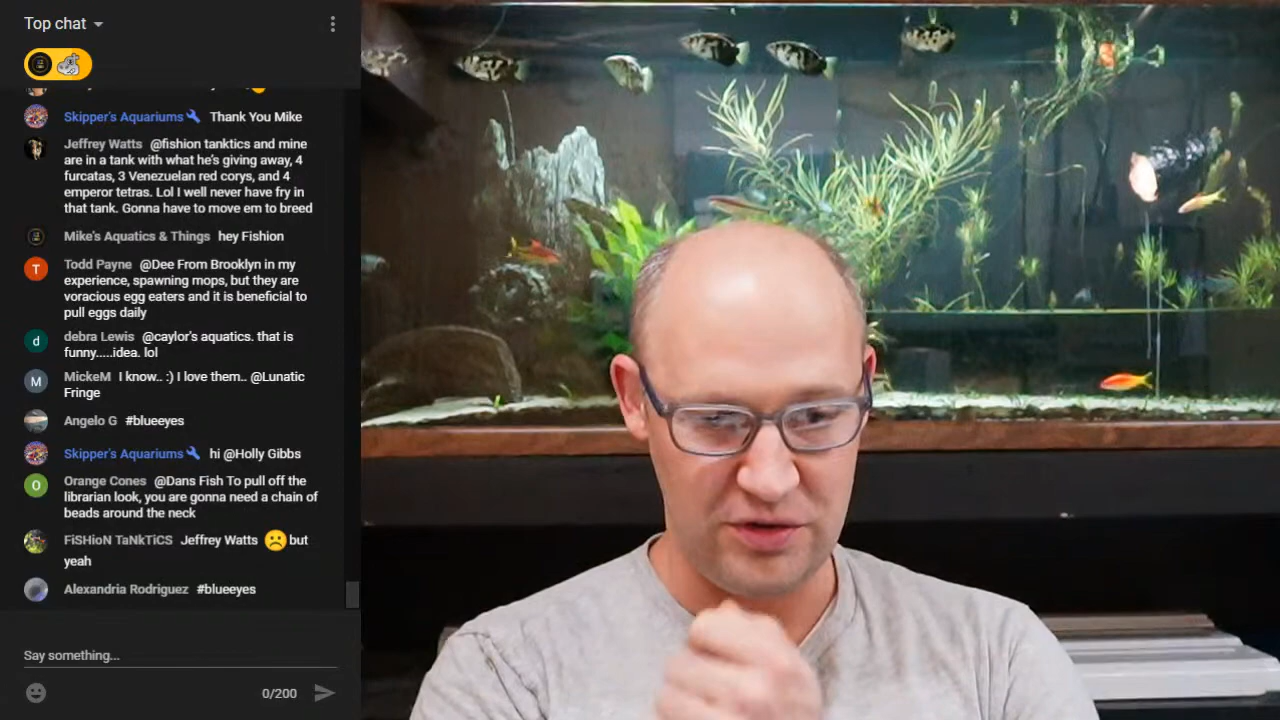 Top chat
Skipper's Aquariums Thank You Mike
Jeffrey Watts @fishion tanktics and mine
are in a tank with what he's giving away, 4
furcatas, 3 Venezuelan red corys, and 4
emperor tetras. Lol I well never have fry in
that tank. Gonna have to move em to breed
Mike's Aquatics & Things hey Fishion
T Todd Payne @Dee From Brooklyn in my
experience, spawning mops, but they are
voracious egg eaters and it is beneficial to
pull eggs daily
d debra Lewis @caylor's aquatics. that is
funny.....idea. lol
M MickeM I know.. :) I love them.. @Lunatic
Fringe
Angelo G #blueeyes
Skipper's Aquariums hi @Holly Gibbs
O Orange Cones @Dans Fish To pull off the
librarian look, you are gonna need a chain of
beads around the neck
FiSHioN TaNkTiCS Jeffrey Watts ☹️ but
yeah
Alexandria Rodriguez #blueeyes
Say something...
0/200